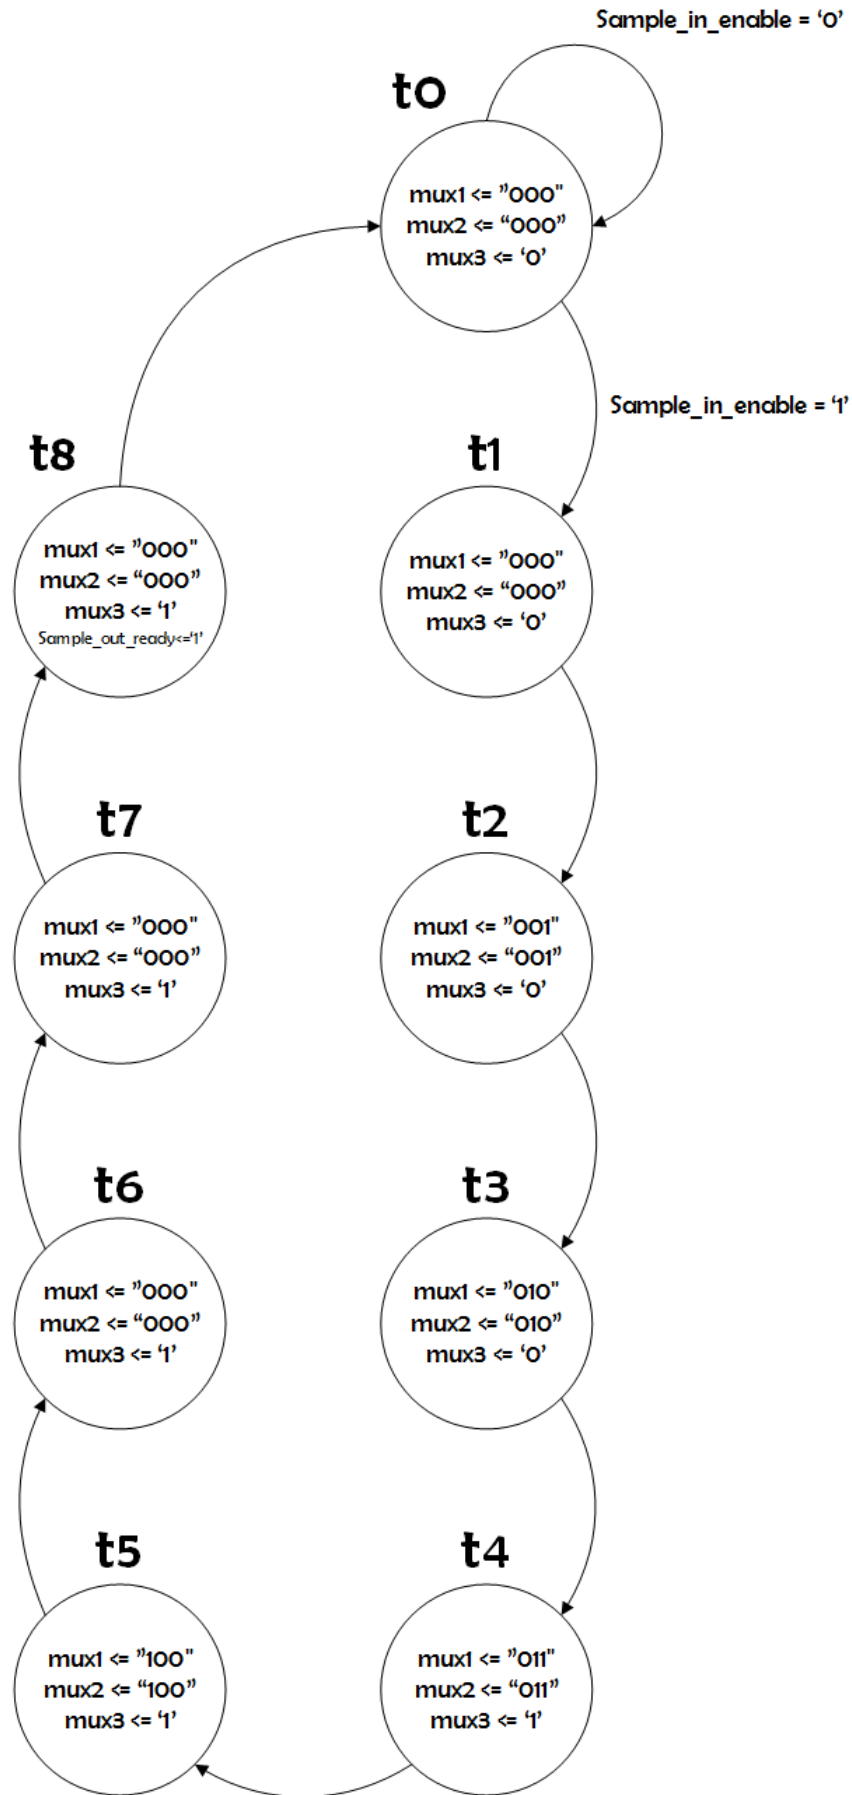 Sample_in_enable = ‘0’
t0
mux1 <= ”000"
mux2 <= “000”
mux3 <= ‘0’
Sample_in_enable = ‘1’
t8
mux1 <= ”000"
mux2 <= “000”
mux3 <= ‘1’
Sample_out_ready<=‘1’
t1
mux1 <= ”000"
mux2 <= “000”
mux3 <= ‘0’
t7
mux1 <= ”000"
mux2 <= “000”
mux3 <= ‘1’
t2
mux1 <= ”001"
mux2 <= “001”
mux3 <= ‘0’
t6
mux1 <= ”000"
mux2 <= “000”
mux3 <= ‘1’
t3
mux1 <= ”010"
mux2 <= “010”
mux3 <= ‘0’
t5
mux1 <= ”100"
mux2 <= “100”
mux3 <= ‘1’
t4
mux1 <= ”011"
mux2 <= “011”
mux3 <= ‘1’